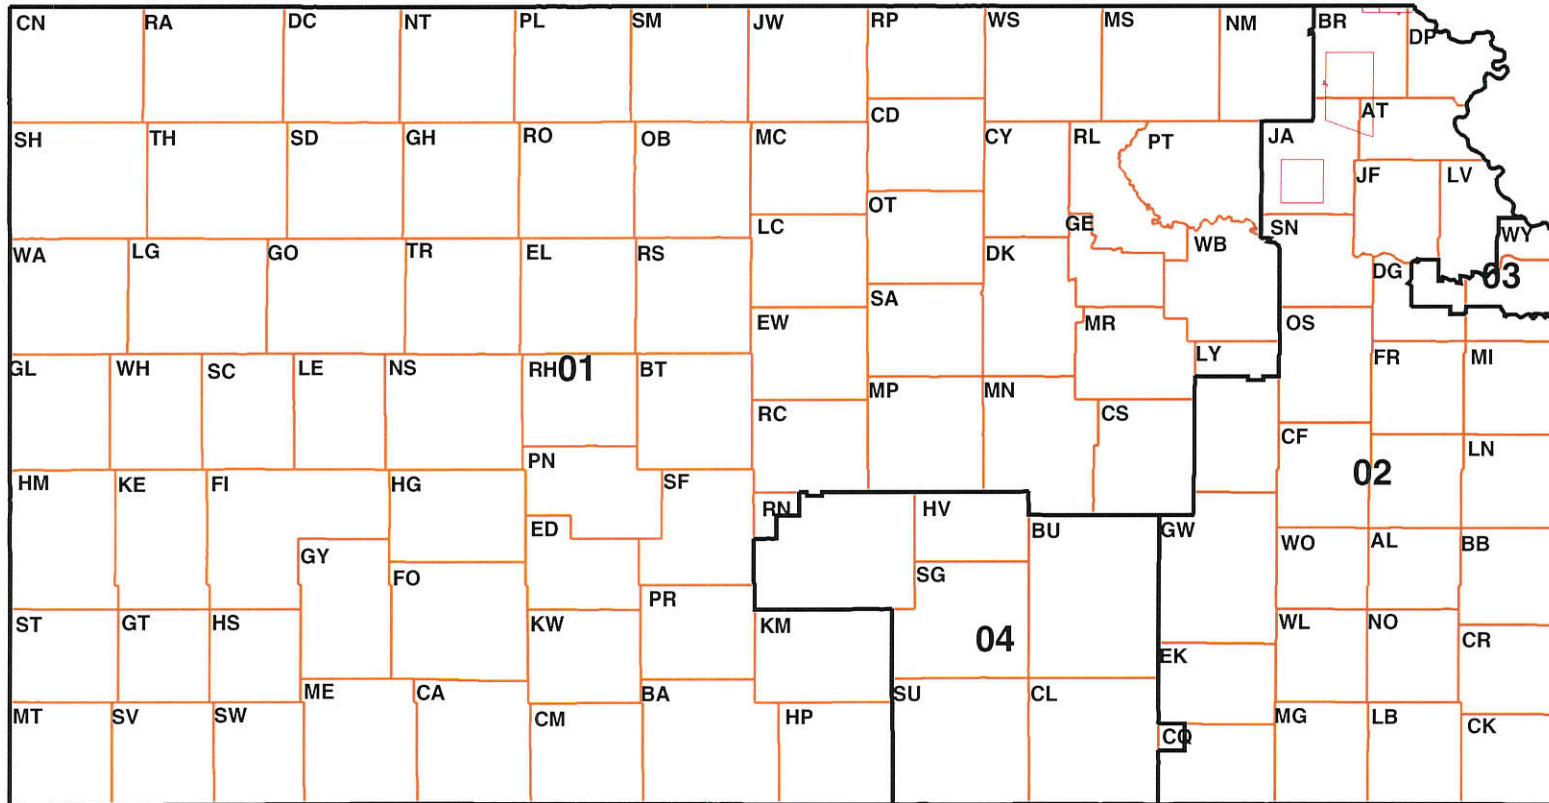 CN RA DC NT PL SM JW RP WS MS NM BR DP
SH TH SD GH RO OB MC CD CY RL PT JA AT
JF LV
WA LG GO TR EL RS LC OT GE DK WB SN WY
DG 03
EW SA MR OS
GL WH SC LE NS RH 01 BT RC MP MN LY FR MI
CS
CF LN
02
HM KE FI HG PN SF RN HV
ED BU GW WO AL BB
GY FO SG
ST GT HS KW PR KM 04 WL NO CR
EK
ME CA BA SU CL
MT SV SW CM HP CQ MG LB CK